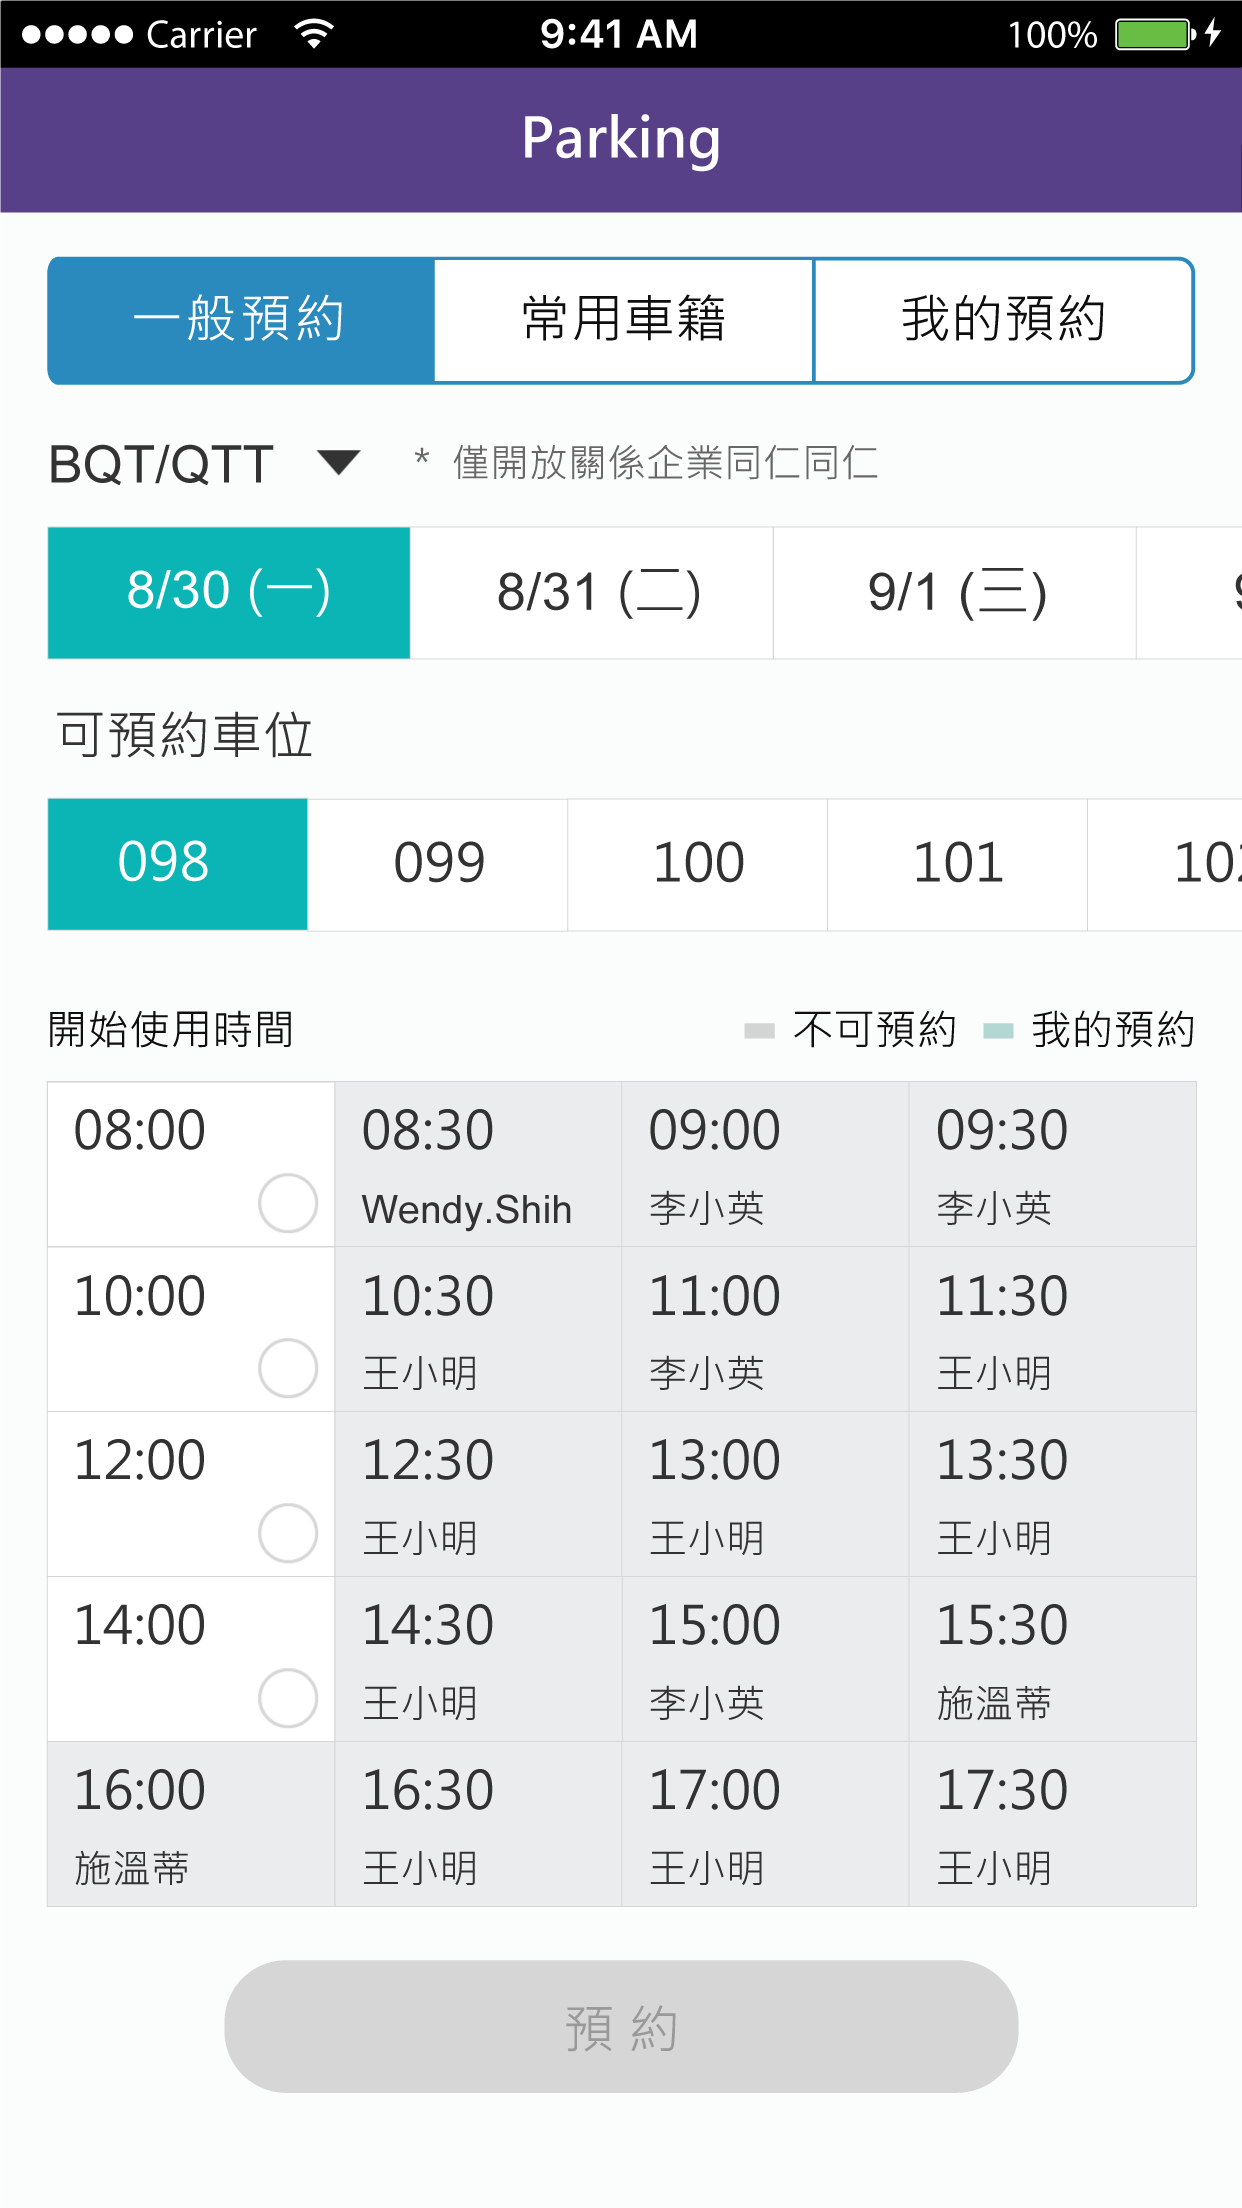 Carrier 9:41 AM 100%
Parking
一般預約 常用車籍 我的預約
BQT/QTT * 僅開放關係企業同仁同仁
8/30 (一) 8/31 (二) 9/1 (三)
可預約車位
098 099 100 101
開始使用時間 不可預約 我的預約
08:00 08:30 09:00 09:30
Wendy.Shih 李小英 李小英
10:00 10:30 11:00 11:30
王小明 李小英 王小明
12:00 12:30 13:00 13:30
王小明 王小明 王小明
14:00 14:30 15:00 15:30
王小明 李小英 施溫蒂
16:00 16:30 17:00 17:30
施溫蒂 王小明 王小明 王小明
預 約